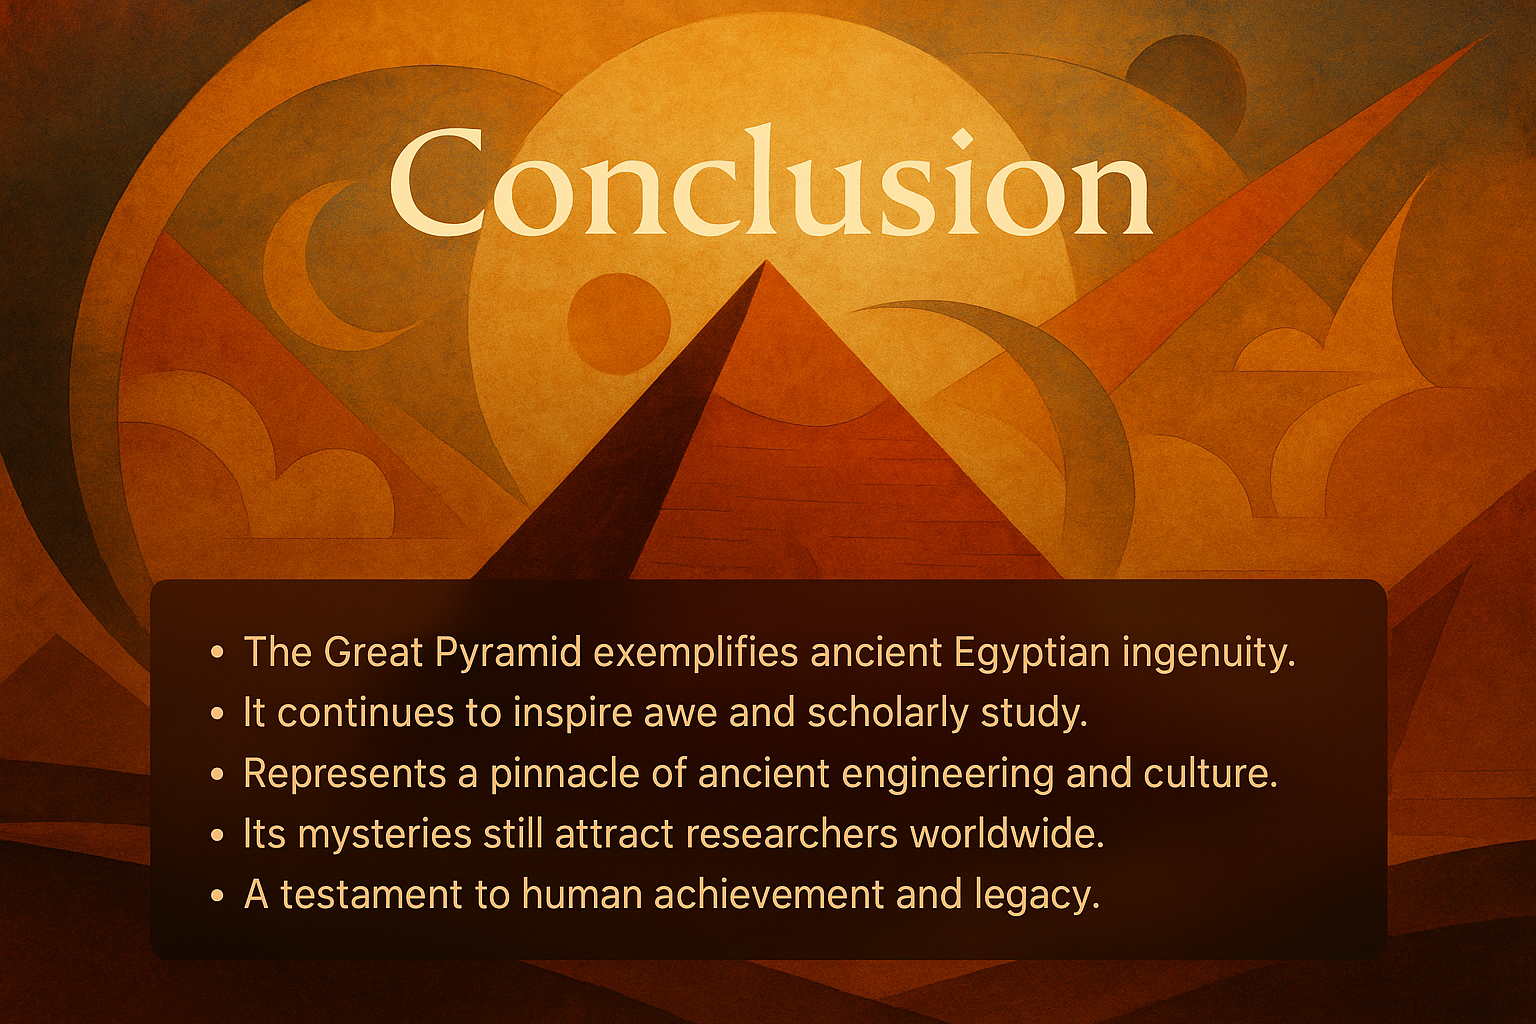 Conclusion
• The Great Pyramid exemplifies ancient Egyptian ingenuity.
• It continues to inspire awe and scholarly study.
• Represents a pinnacle of ancient engineering and culture.
• Its mysteries still attract researchers worldwide.
• A testament to human achievement and legacy.